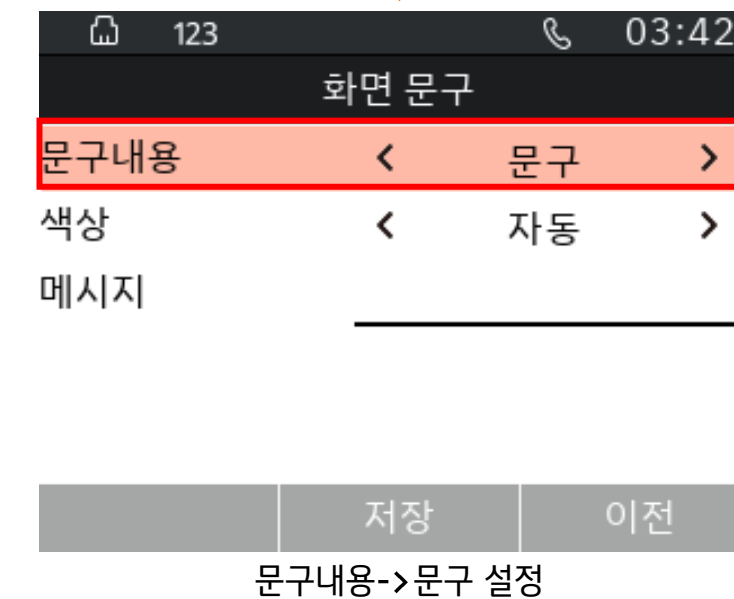 123 03:42
화면 문구
문구내용 < 문구 >
색상 < 자동 >
메시지
저장 이전
문구내용->문구 설정